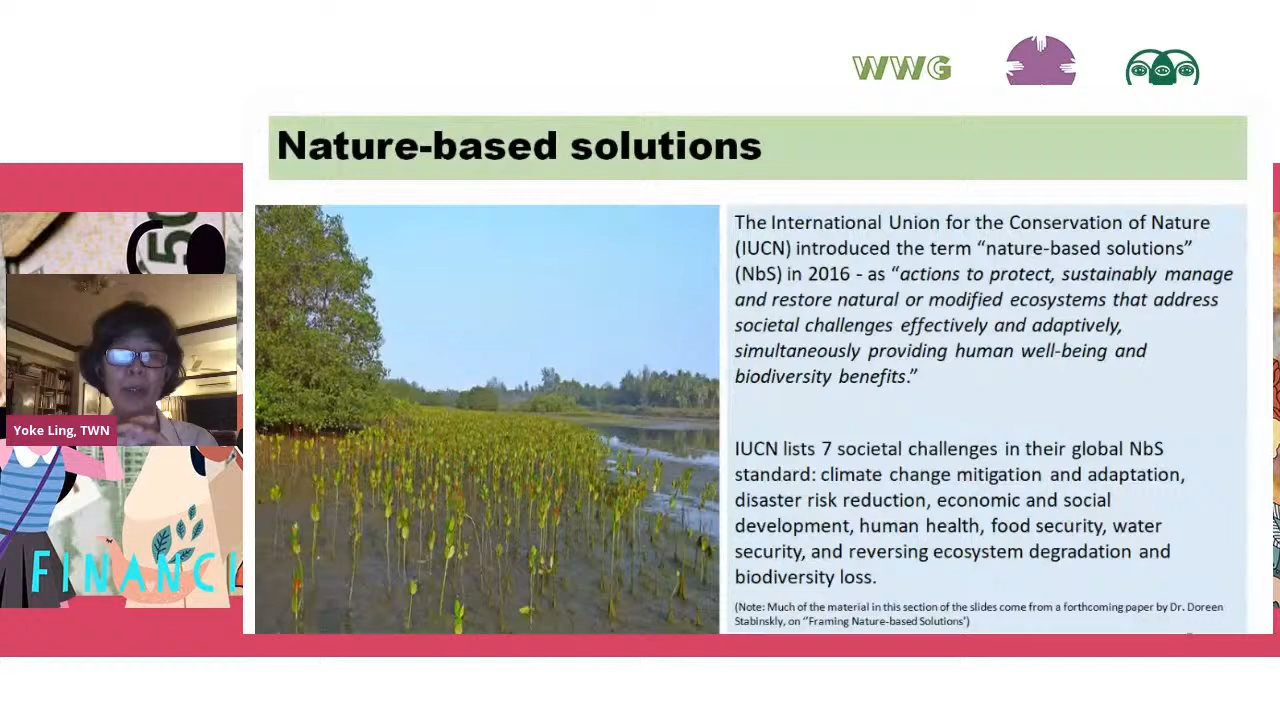 WWG
Nature-based solutions
The International Union for the Conservation of Nature
(IUCN) introduced the term “nature-based solutions”
(NbS) in 2016 - as “actions to protect, sustainably manage
and restore natural or modified ecosystems that address
societal challenges effectively and adaptively,
simultaneously providing human well-being and
biodiversity benefits.”
IUCN lists 7 societal challenges in their global NbS
standard: climate change mitigation and adaptation,
disaster risk reduction, economic and social
development, human health, food security, water
security, and reversing ecosystem degradation and
biodiversity loss.
(Note: Much of the material in this section of the slides come from a forthcoming paper by Dr. Doreen
Stabinskly, on “Framing Nature-based Solutions’)
50
Yoke Ling, TWN
FINANCI